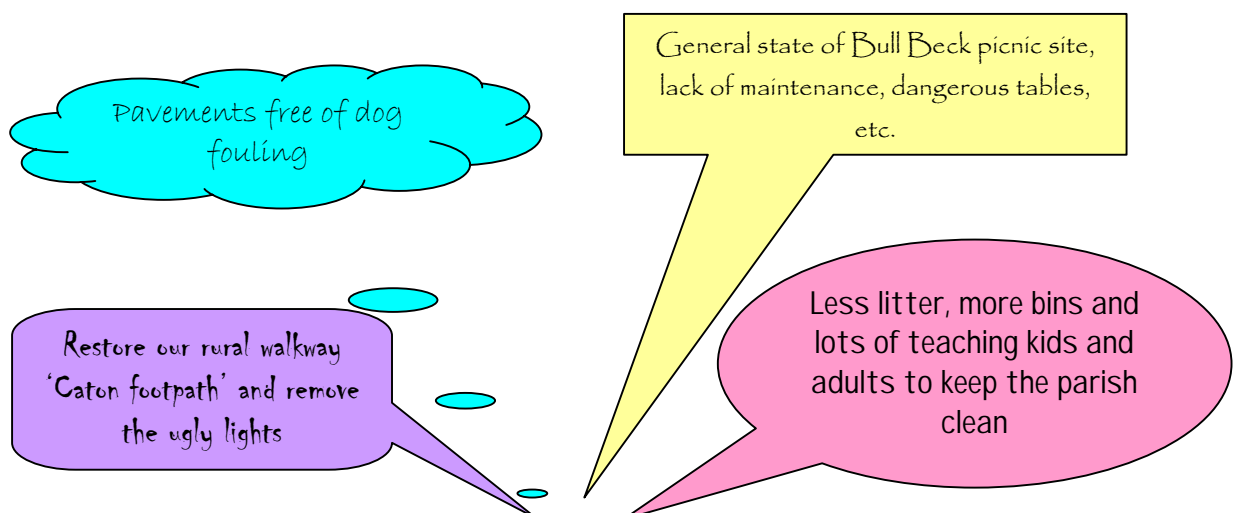 Pavements free of dog
fouling
General state of Bull Beck picnic site,
lack of maintenance, dangerous tables,
etc.
Restore our rural walkway
‘Caton footpath’ and remove
the ugly lights
Less litter, more bins and
lots of teaching kids and
adults to keep the parish
clean